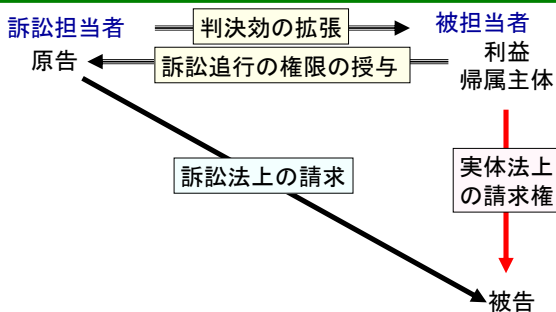 訴訟担当者
判決効の拡張
被担当者
原告
訴訟追行の権限の授与
利益
帰属主体
訴訟法上の請求
実体法上
の請求権
被告